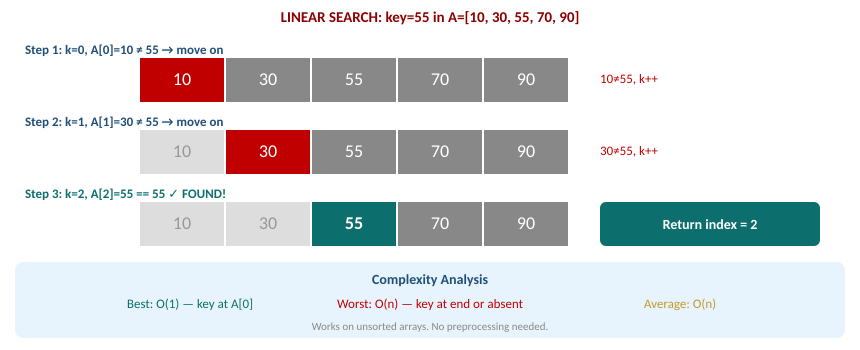 LINEAR SEARCH: key=55 in A=[10, 30, 55, 70, 90]
Step 1: k=0, A[0]=10 ≠ 55 → move on
10 30 55 70 90 10≠55, k++
Step 2: k=1, A[1]=30 ≠ 55 → move on
10 30 55 70 90 30≠55, k++
Step 3: k=2, A[2]=55 == 55 ✓ FOUND!
10 30 55 70 90 Return index = 2
Complexity Analysis
Best: O(1) — key at A[0] Worst: O(n) — key at end or absent Average: O(n)
Works on unsorted arrays. No preprocessing needed.